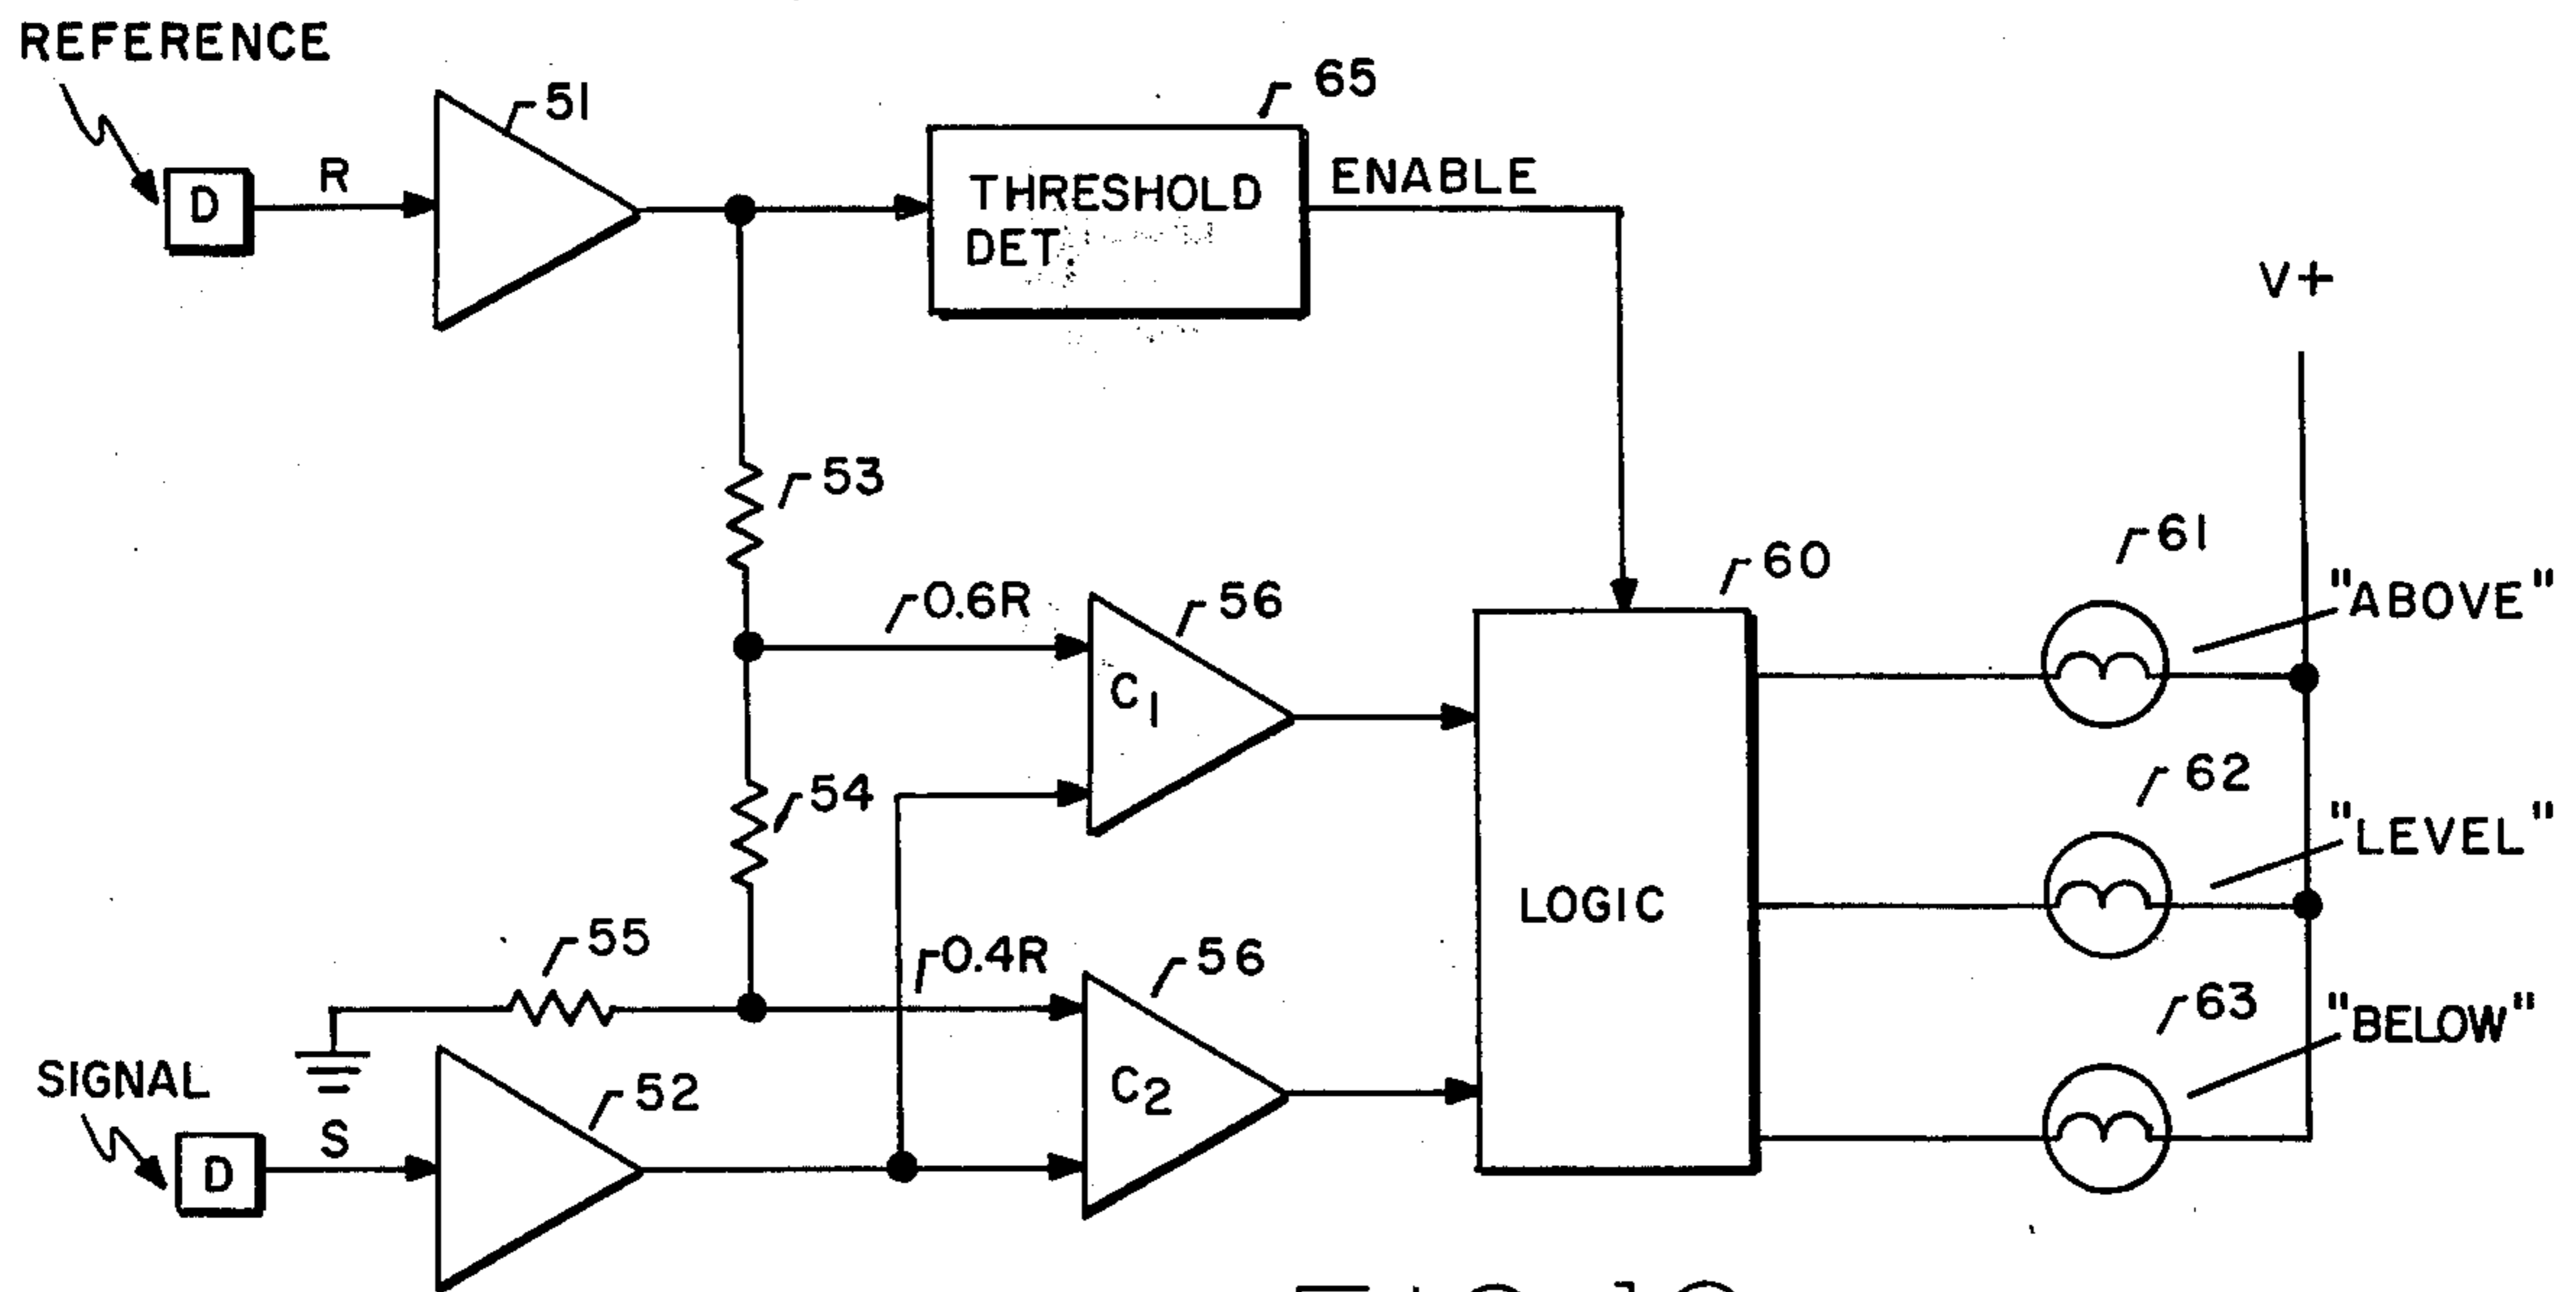 REFERENCE
D
R
51
65
THRESHOLD
DET.
ENABLE
V+
53
0.6R
56
C1
60
61
"ABOVE"
54
62
"LEVEL"
LOGIC
55
0.4R
56
C2
63
"BELOW"
SIGNAL
D
S
52